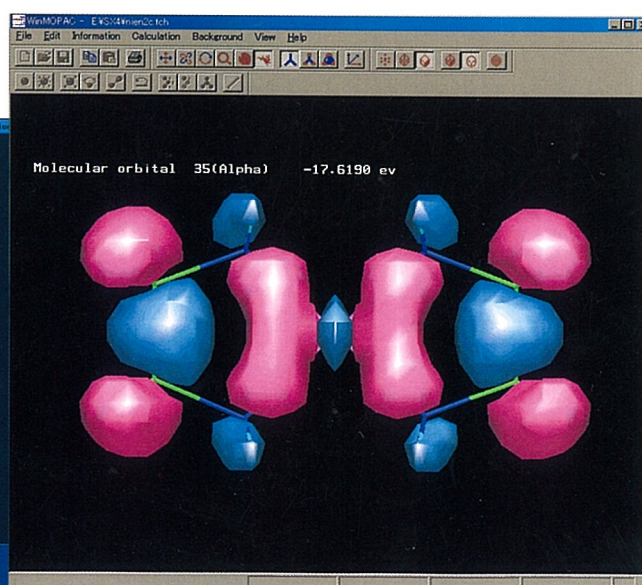 WinMOPAC - E:¥SX4¥nien2c.tch
File Edit Information Calculation Background View Help
Molecular orbital 35(Alpha) -17.6190 ev